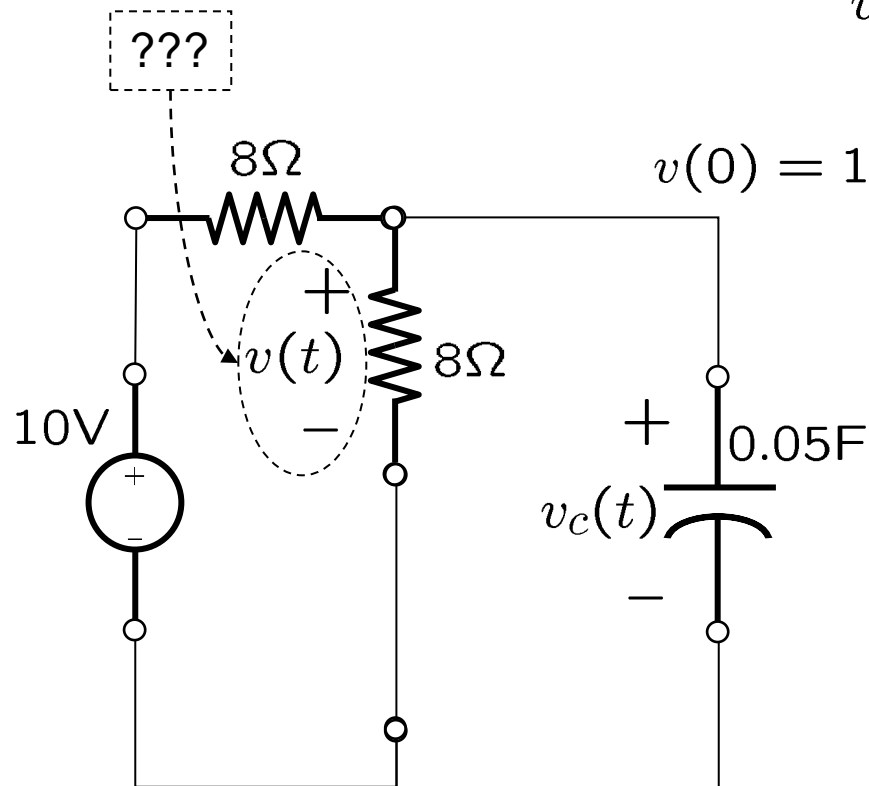 ???
8Ω
v(0) = 1
+
v(t)
8Ω
−
10V
+
−
+
0.05F
v_c(t)
−